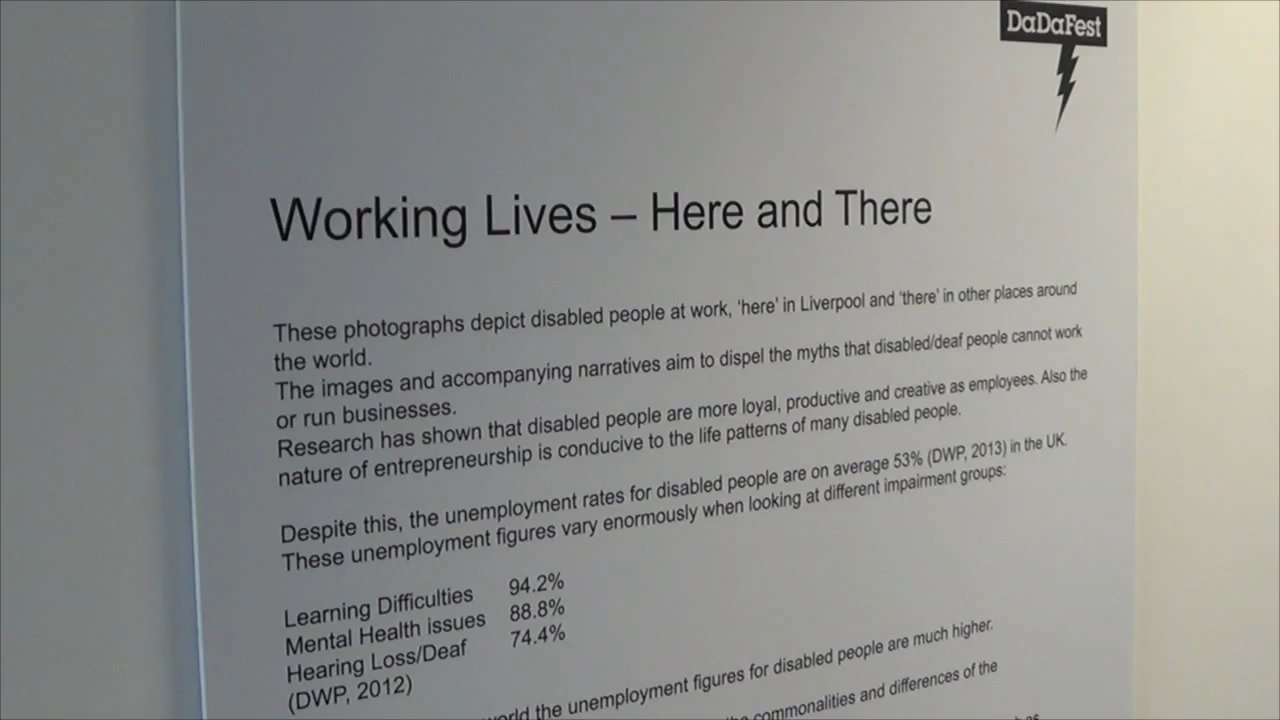 DaDaFest
Working Lives – Here and There
These photographs depict disabled people at work, ‘here’ in Liverpool and ‘there’ in other places around
the world.
The images and accompanying narratives aim to dispel the myths that disabled/deaf people cannot work
or run businesses.
Research has shown that disabled people are more loyal, productive and creative as employees. Also the
nature of entrepreneurship is conducive to the life patterns of many disabled people.
Despite this, the unemployment rates for disabled people are on average 53% (DWP, 2013) in the UK.
These unemployment figures vary enormously when looking at different impairment groups:
Learning Difficulties 94.2%
Mental Health issues 88.8%
Hearing Loss/Deaf 74.4%
(DWP, 2012)
the unemployment figures for disabled people are much higher.
commonalities and differences of the